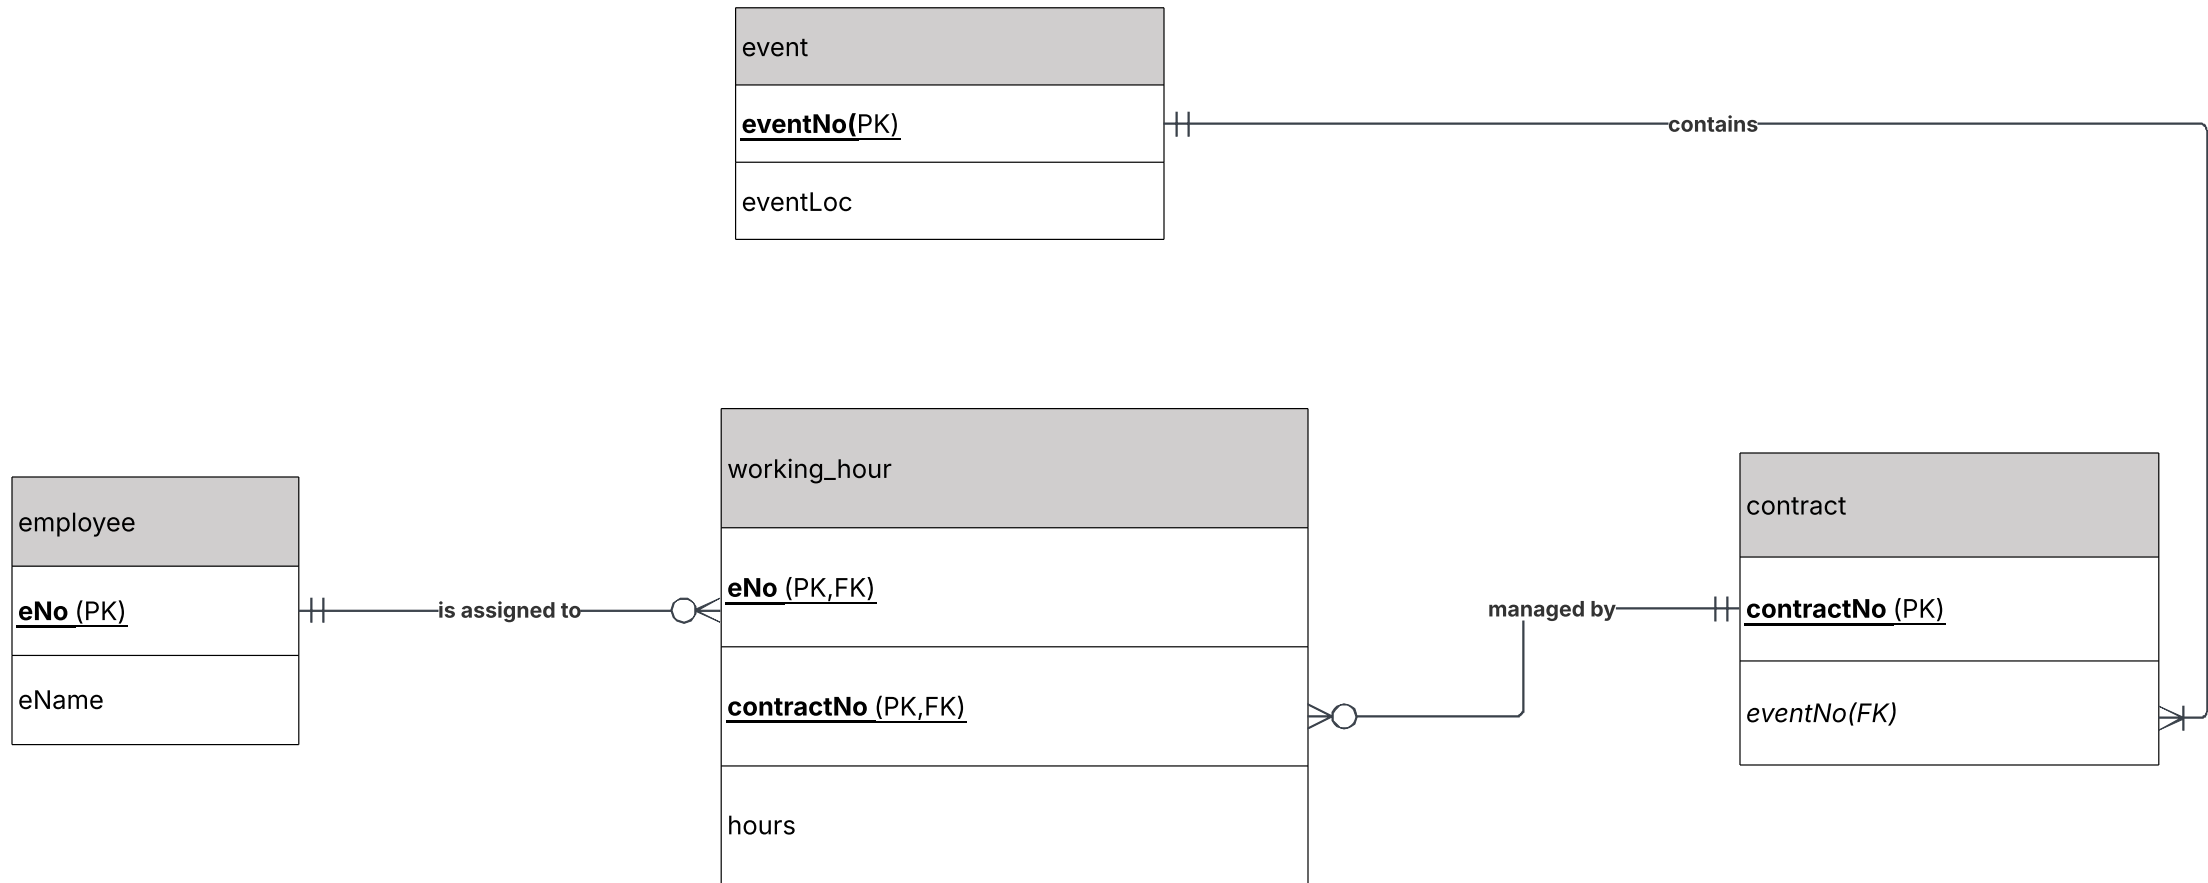 event
eventNo(PK)
eventLoc
contains
employee
eNo (PK)
eName
is assigned to
working_hour
eNo (PK,FK)
contractNo (PK,FK)
hours
managed by
contract
contractNo (PK)
eventNo(FK)